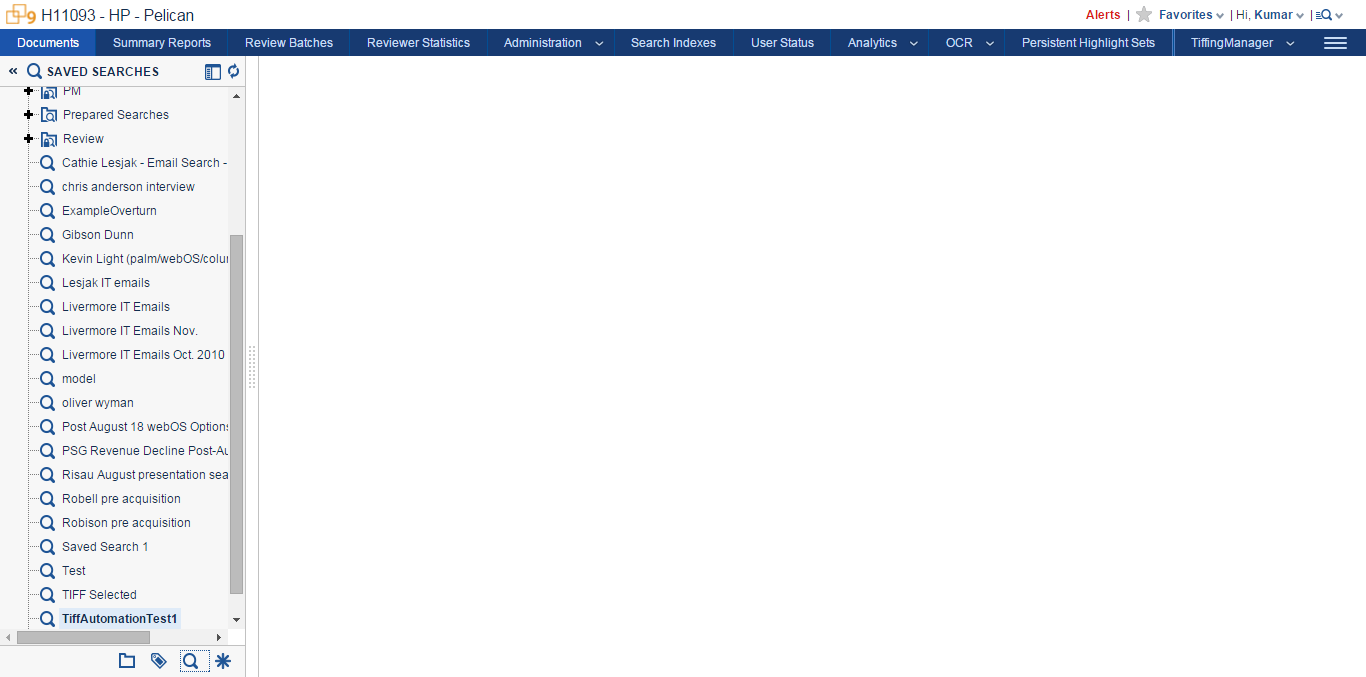 9 H11093 - HP - Pelican
Alerts | Favorites | Hi, Kumar |
Documents Summary Reports Review Batches Reviewer Statistics Administration Search Indexes User Status Analytics OCR Persistent Highlight Sets TiffingManager
« SAVED SEARCHES
PM
Prepared Searches
Review
Cathie Lesjak - Email Search -
chris anderson interview
ExampleOverturn
Gibson Dunn
Kevin Light (palm/webOS/colu
Lesjak IT emails
Livermore IT Emails
Livermore IT Emails Nov.
Livermore IT Emails Oct. 2010
model
oliver wyman
Post August 18 webOS Options
PSG Revenue Decline Post-Au
Risau August presentation sea
Robell pre acquisition
Robison pre acquisition
Saved Search 1
Test
TIFF Selected
TiffAutomationTest1